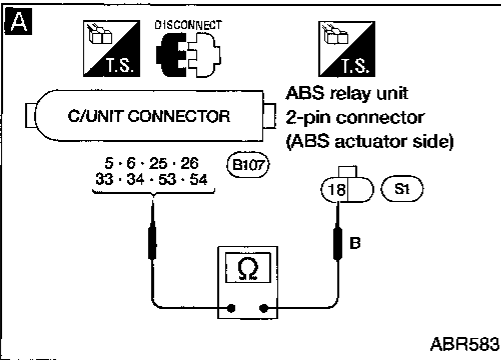 A
DISCONNECT
T.S.
T.S.
C/UNIT CONNECTOR
ABS relay unit
2-pin connector
(ABS actuator side)
5 · 6 · 25 · 26
33 · 34 · 53 · 54
B107
18
S1
B
Ω
ABR583